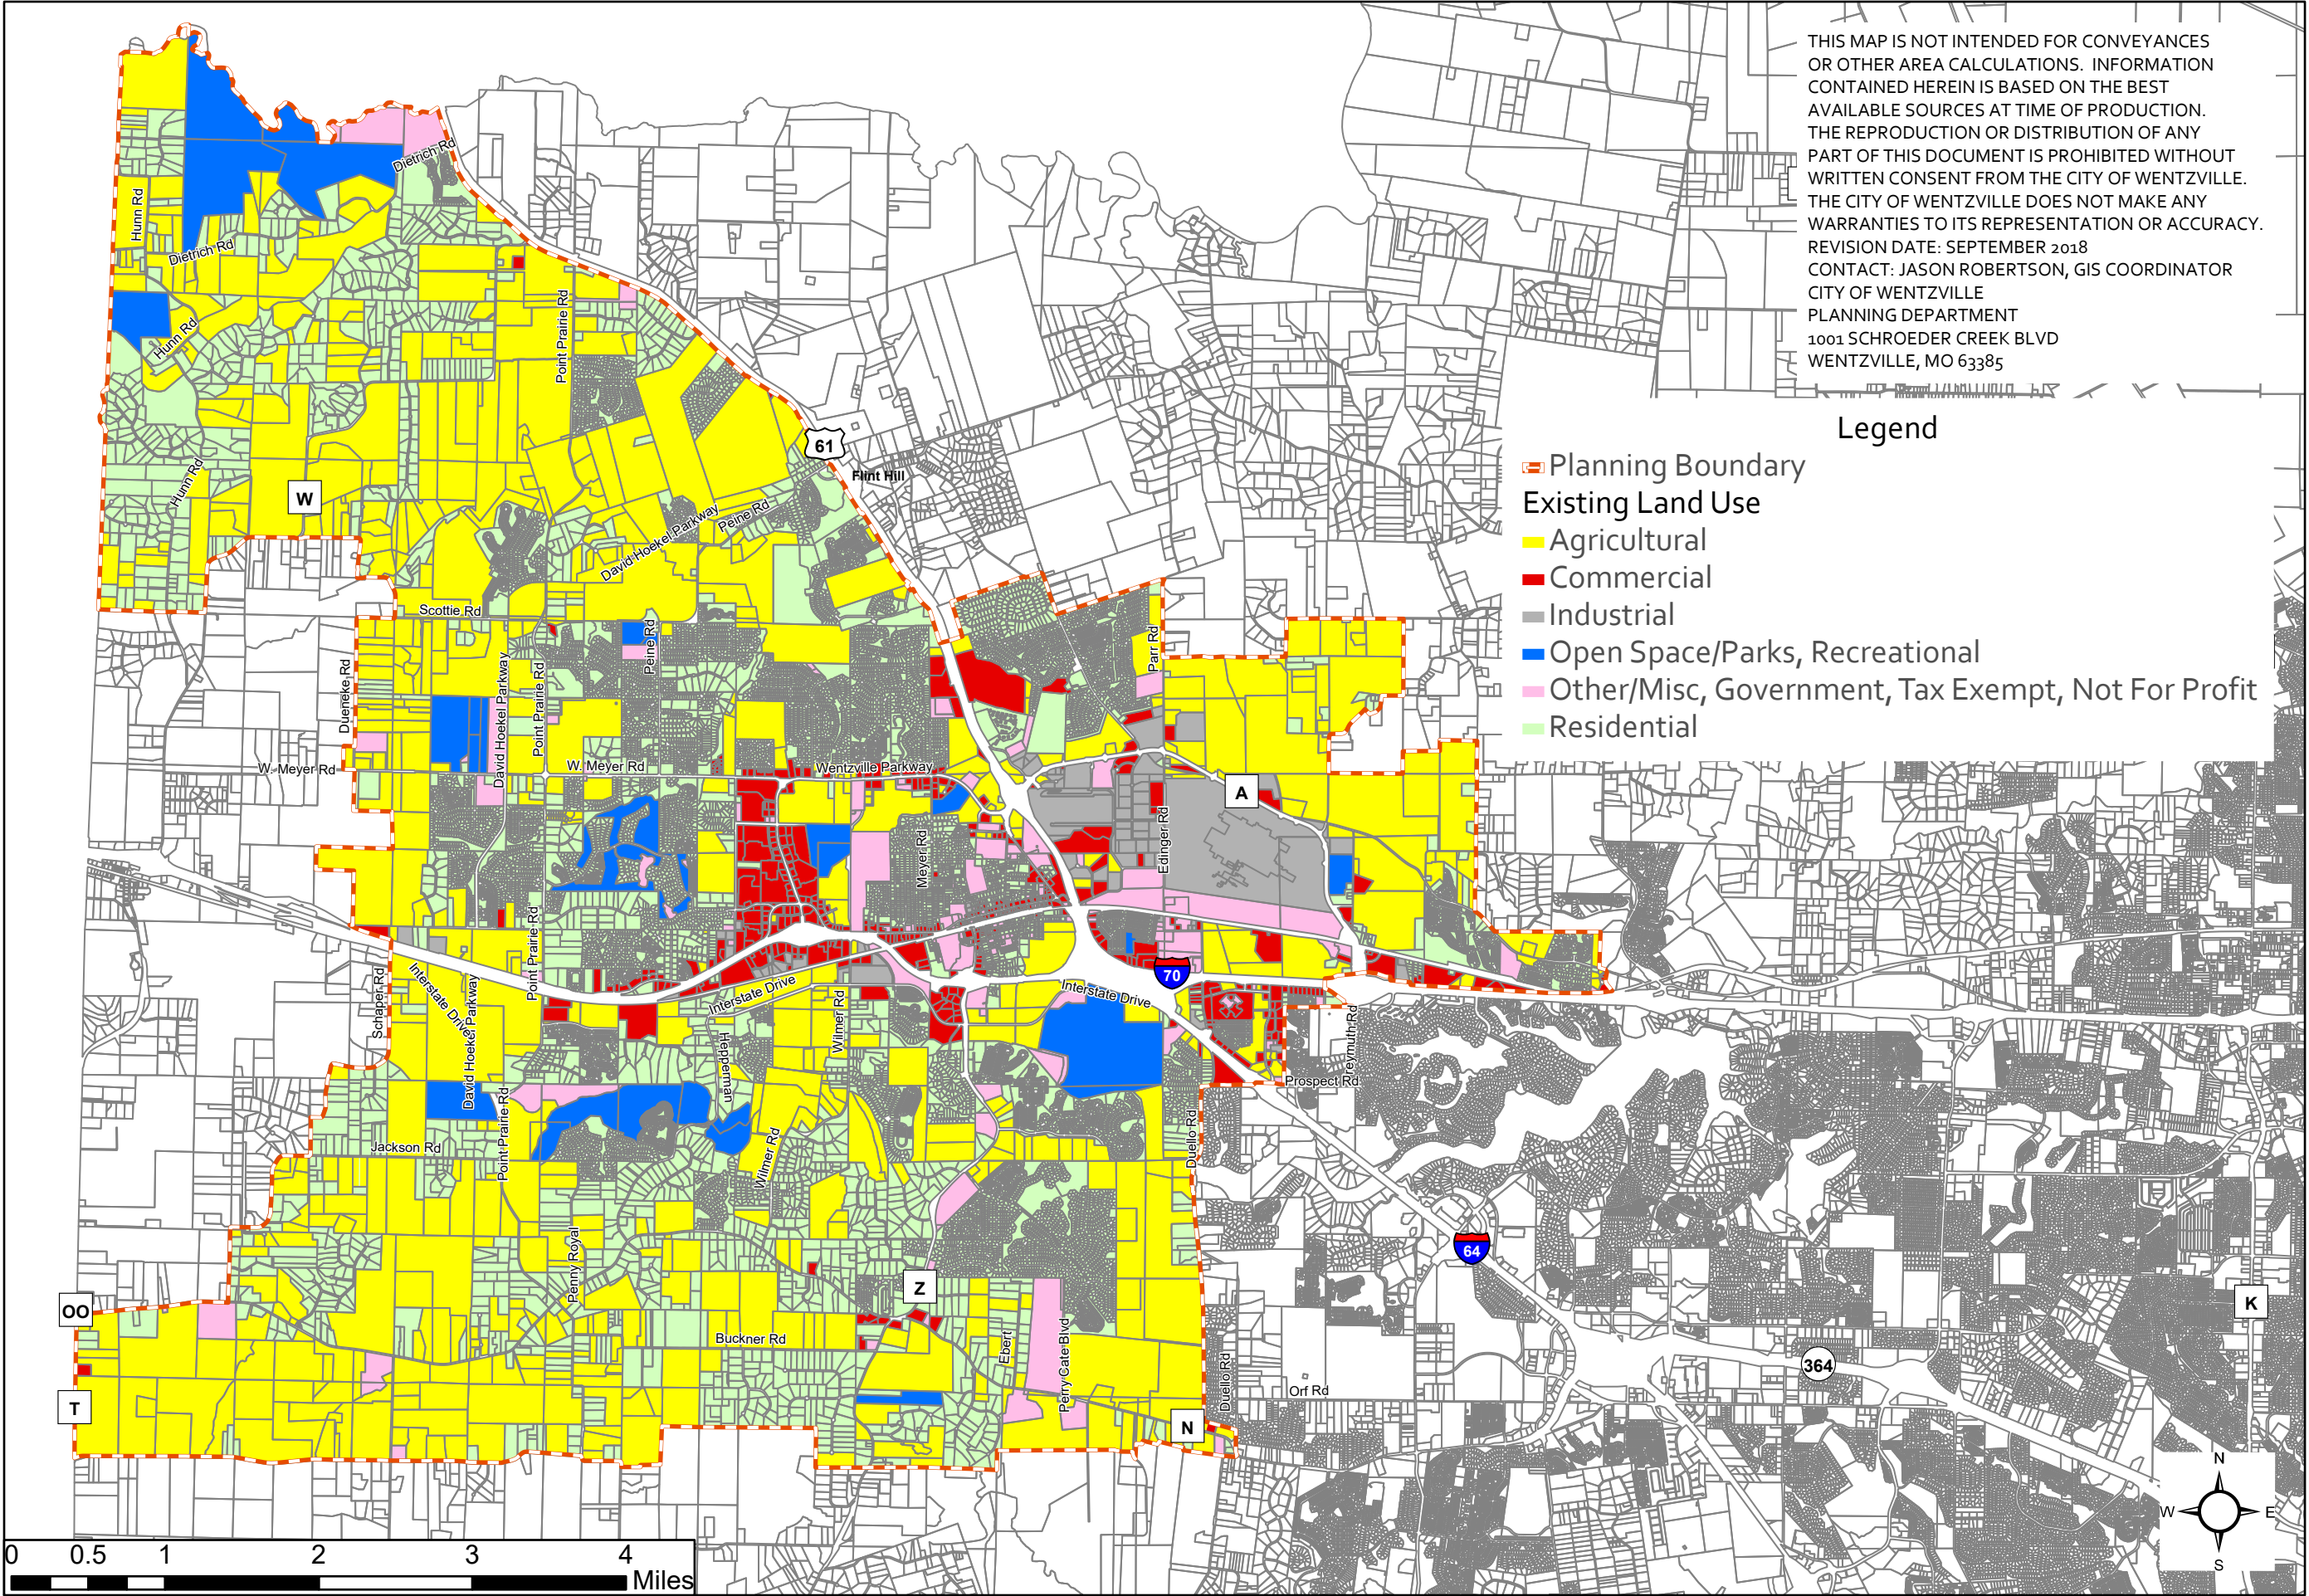 THIS MAP IS NOT INTENDED FOR CONVEYANCES
OR OTHER AREA CALCULATIONS. INFORMATION
CONTAINED HEREIN IS BASED ON THE BEST
AVAILABLE SOURCES AT TIME OF PRODUCTION.
THE REPRODUCTION OR DISTRIBUTION OF ANY
PART OF THIS DOCUMENT IS PROHIBITED WITHOUT
WRITTEN CONSENT FROM THE CITY OF WENTZVILLE.
THE CITY OF WENTZVILLE DOES NOT MAKE ANY
WARRANTIES TO ITS REPRESENTATION OR ACCURACY.
REVISION DATE: SEPTEMBER 2018
CONTACT: JASON ROBERTSON, GIS COORDINATOR
CITY OF WENTZVILLE
PLANNING DEPARTMENT
1001 SCHROEDER CREEK BLVD
WENTZVILLE, MO 63385
Legend
Planning Boundary
Existing Land Use
Agricultural
Commercial
Industrial
Open Space/Parks, Recreational
Other/Misc, Government, Tax Exempt, Not For Profit
Residential
Dietrich Rd
Hunn Rd
Dietrich Rd
Point Prairie Rd
Hunn Rd
61
Flint Hill
Hunn Rd
W
David Hoekel Parkway
Peine Rd
Scottie Rd
Peine Rd
Parr Rd
Dueneke Rd
David Hoekel Parkway
Point Prairie Rd
W. Meyer Rd
W. Meyer Rd
Wentzville Parkway
A
Meyer Rd
Edinger Rd
Point Prairie Rd
Schaper Rd
Interstate Drive
David Hoekel Parkway
Interstate Drive
Wilmer Rd
Interstate Drive
70
Freymuth Rd
Hepperman
Prospect Rd
Point Prairie Rd
Jackson Rd
Wilmer Rd
Duello Rd
Penny Royal
64
Z
OO
K
Buckner Rd
Ebert
Perry Cate Blvd
Duello Rd
364
Orf Rd
T
N
N
W
E
S
0 0.5 1 2 3 4
Miles